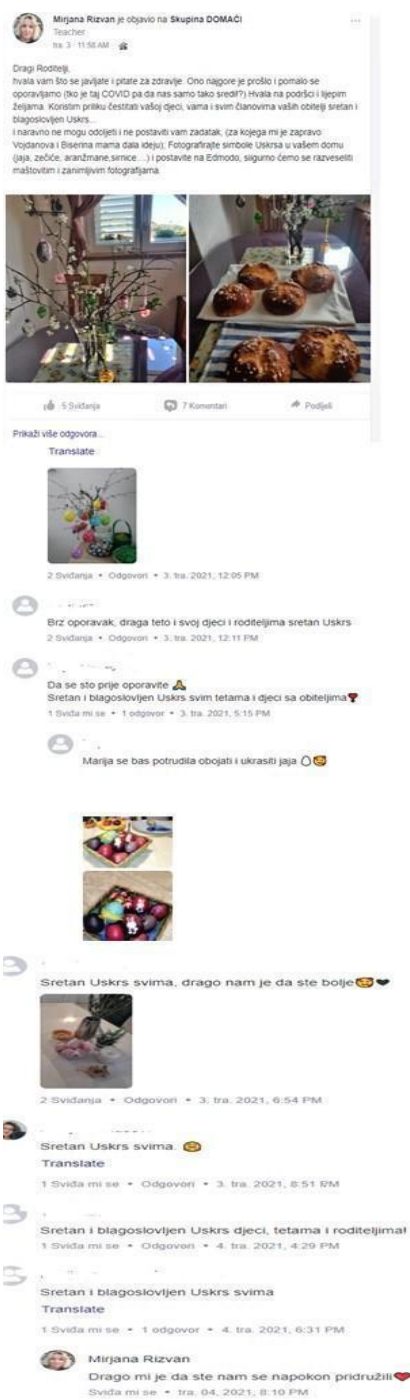 Mirjana Rizvan je objavio na Skupina DOMAĆI
Teacher
tra. 3 · 11:58 AM
Dragi Roditelji,
hvala vam što se javljate i pitate za zdravlje. Ono najgore je prošlo i pomalo se
oporavljamo (tko je taj COVID pa da nas samo tako sredi!?) Hvala na podršci i lijepim
željama. Koristim priliku čestitati vašoj djeci, vama i svim članovima vaših obitelji sretan i
blagoslovljen Uskrs...
i naravno ne mogu odoljeti i ne postaviti vam zadatak, (za kojega mi je zapravo
Vojdanova i Biserina mama dala ideju); Fotografirajte simbole Uskrsa u vašem domu
(jaja, zečiće, aranžmane,sirnice....) i postavite na Edmodo, sigurno ćemo se razveseliti
maštovitim i zanimljivim fotografijama.
5 Sviđanja 7 Komentari Podijeli
Prikaži više odgovora...
Translate
2 Sviđanja • Odgovori • 3. tra. 2021, 12:05 PM
Brz oporavak, draga teto i svoj djeci i roditeljima sretan Uskrs
2 Sviđanja • Odgovori • 3. tra. 2021, 12:11 PM
Da se sto prije oporavite 🙏
Sretan i blagoslovljen Uskrs svim tetama i djeci sa obiteljima❣
1 Sviđa mi se • 1 odgovor • 3. tra. 2021, 5:15 PM
Marija se bas potrudila obojati i ukrasiti jaja 🥚🥰
Sretan Uskrs svima, drago nam je da ste bolje🥰🖤
2 Sviđanja • Odgovori • 3. tra. 2021, 6:54 PM
Sretan Uskrs svima. 🤗
Translate
1 Sviđa mi se • Odgovori • 3. tra. 2021, 8:51 PM
Sretan i blagoslovljen Uskrs djeci, tetama i roditeljima!
1 Sviđa mi se • Odgovori • 4. tra. 2021, 4:29 PM
Sretan i blagoslovljen Uskrs svima
Translate
1 Sviđa mi se • 1 odgovor • 4. tra. 2021, 6:31 PM
Mirjana Rizvan
Drago mi je da ste nam se napokon pridružili❤
Sviđa mi se • tra. 04, 2021, 8:10 PM